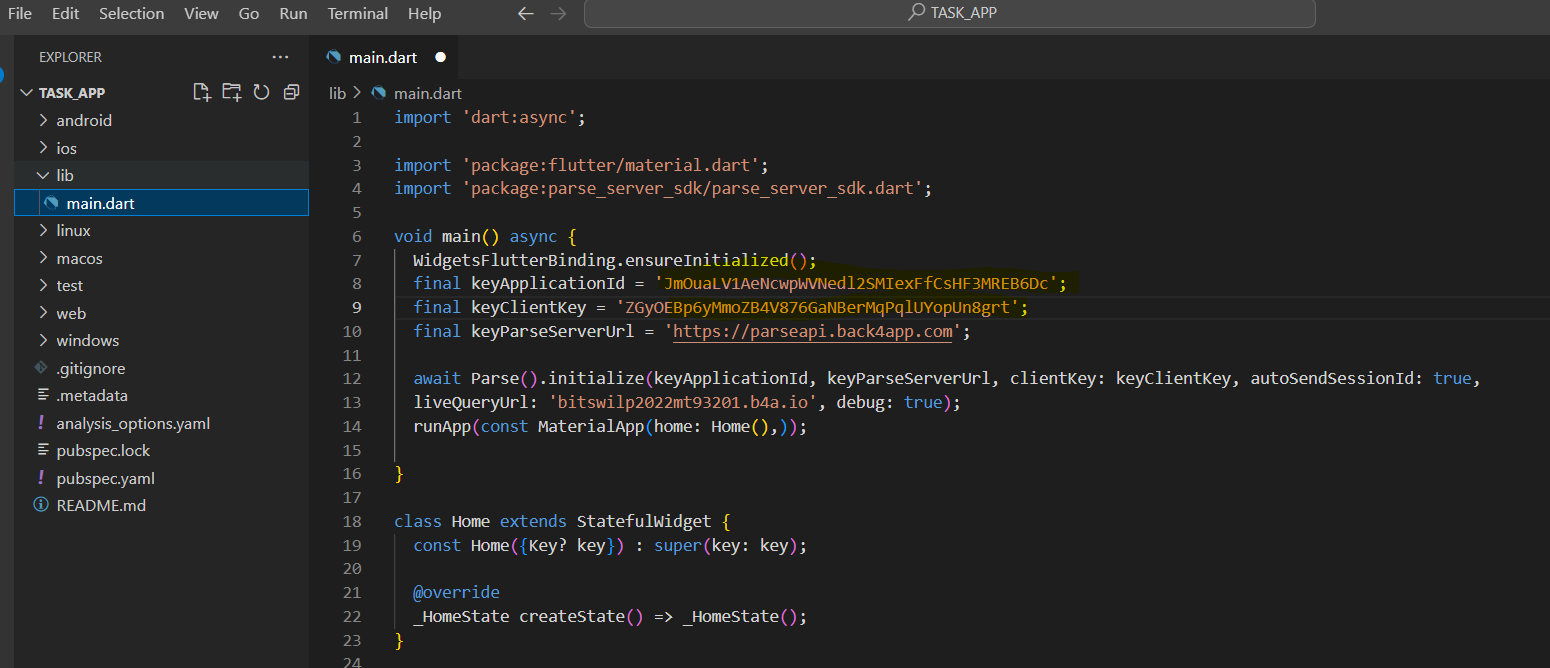 File Edit Selection View Go Run Terminal Help
TASK_APP
EXPLORER
main.dart
TASK_APP
lib > main.dart
android
ios
lib
main.dart
linux
macos
test
web
windows
.gitignore
.metadata
analysis_options.yaml
pubspec.lock
pubspec.yaml
README.md
1 import 'dart:async';
2
3 import 'package:flutter/material.dart';
4 import 'package:parse_server_sdk/parse_server_sdk.dart';
5
6 void main() async {
7 WidgetsFlutterBinding.ensureInitialized();
8 final keyApplicationId = 'JmOuaLV1AeNcwpWVNedl2SMIexFfCsHF3MREB6Dc';
9 final keyClientKey = 'ZGyOEBp6yMmoZB4V876GaNBerMqPqlUYopUn8grt';
10 final keyParseServerUrl = 'https://parseapi.back4app.com';
11
12 await Parse().initialize(keyApplicationId, keyParseServerUrl, clientKey: keyClientKey, autoSendSessionId: true,
13 liveQueryUrl: 'bitswilp2022mt93201.b4a.io', debug: true);
14 runApp(const MaterialApp(home: Home(),));
15
16 }
17
18 class Home extends StatefulWidget {
19 const Home({Key? key}) : super(key: key);
20
21 @override
22 _HomeState createState() => _HomeState();
23 }
24